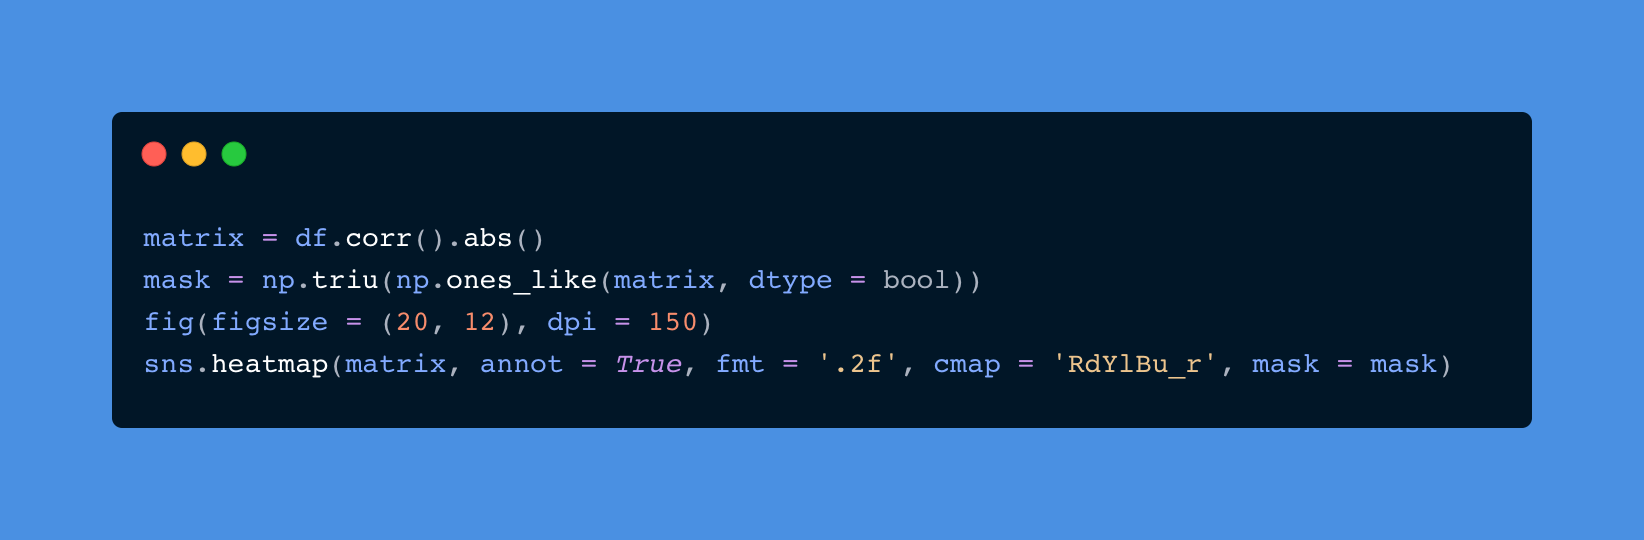 matrix = df.corr().abs()
mask = np.triu(np.ones_like(matrix, dtype = bool))
fig(figsize = (20, 12), dpi = 150)
sns.heatmap(matrix, annot = True, fmt = '.2f', cmap = 'RdYlBu_r', mask = mask)